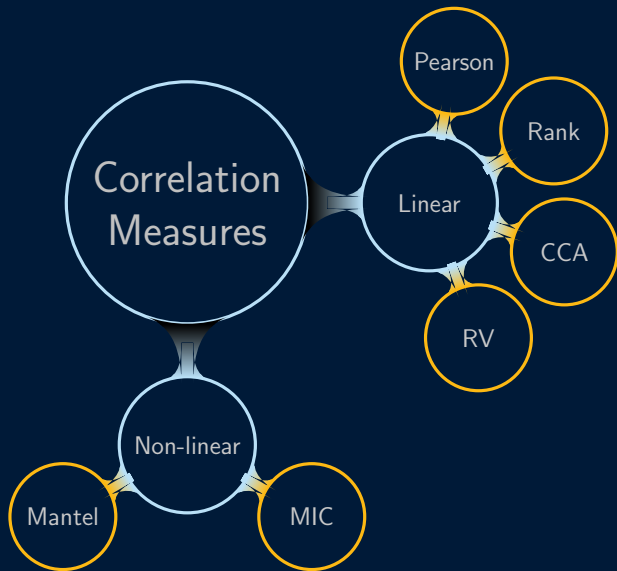 Correlation
Measures
Linear
Pearson
Rank
CCA
RV
Non-linear
Mantel
MIC